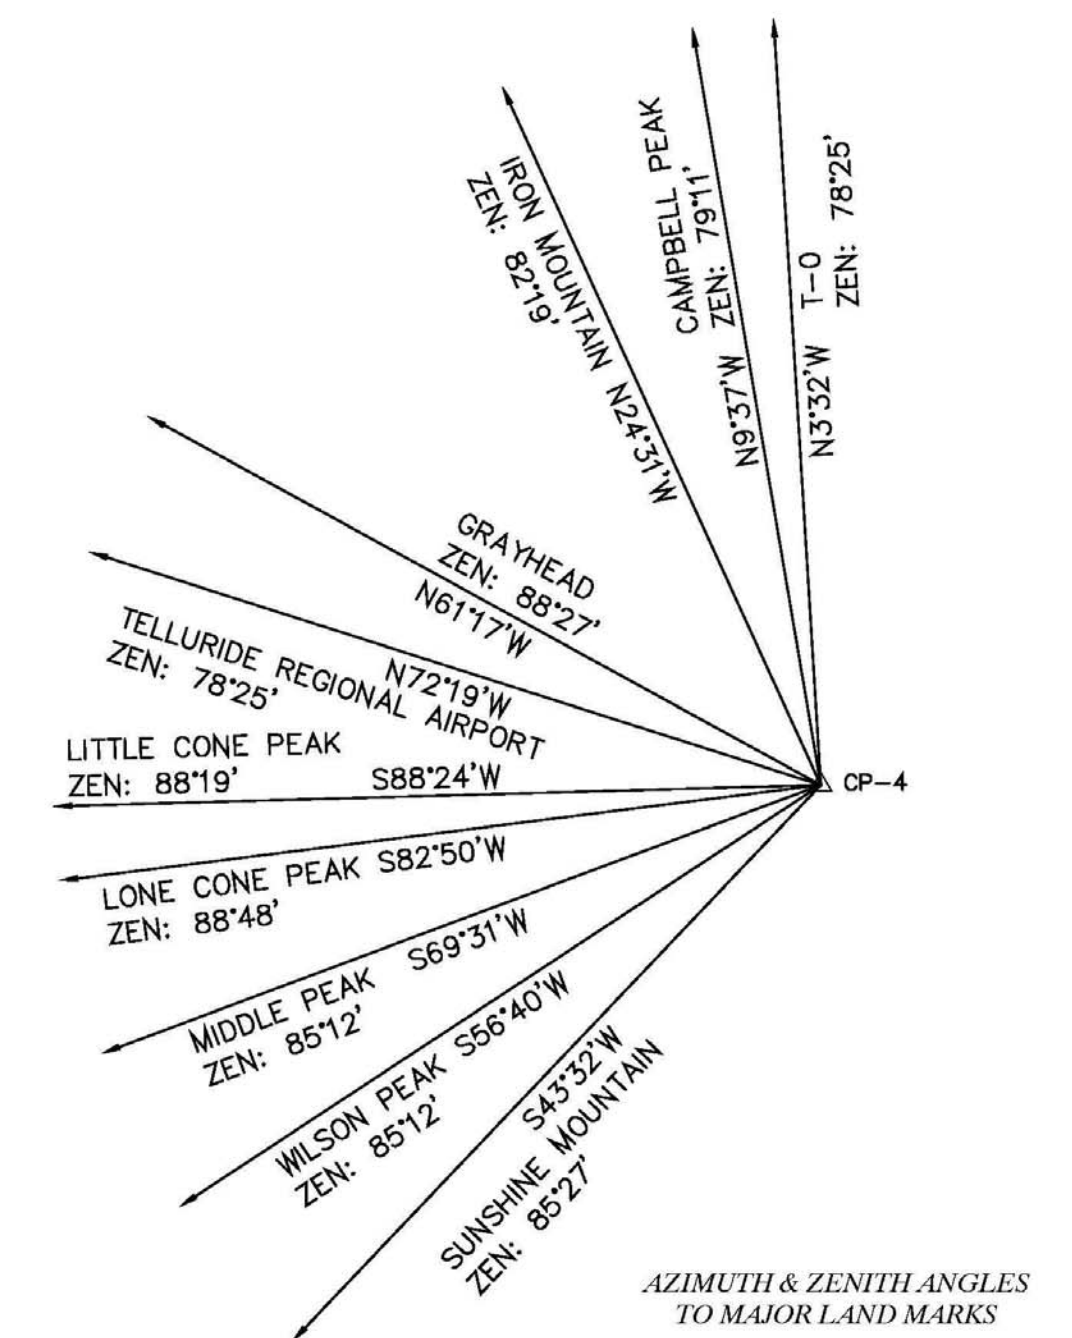 T-0
ZEN: 78°25'
N3°32'W
CAMPBELL PEAK
N9°37'W ZEN: 79°11'
IRON MOUNTAIN N24°31'W
ZEN: 82°19'
GRAYHEAD
ZEN: 88°27'
N61°17'W
N72°19'W
TELLURIDE REGIONAL AIRPORT
ZEN: 78°25'
LITTLE CONE PEAK
ZEN: 88°19' S88°24'W
CP-4
LONE CONE PEAK S82°50'W
ZEN: 88°48'
MIDDLE PEAK S69°31'W
ZEN: 85°12'
WILSON PEAK S56°40'W
ZEN: 85°12'
S43°32'W
SUNSHINE MOUNTAIN
ZEN: 85°27'
AZIMUTH & ZENITH ANGLES
TO MAJOR LAND MARKS